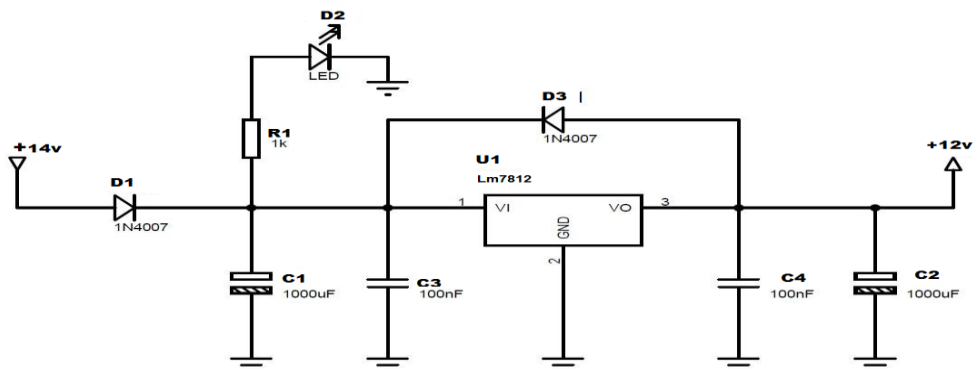 D2
LED
D3
1N4007
R1
1k
+14v
U1
Lm7812
+12v
D1
1N4007
1
VI
VO
3
GND
2
C1
1000uF
C3
100nF
C4
100nF
C2
1000uF